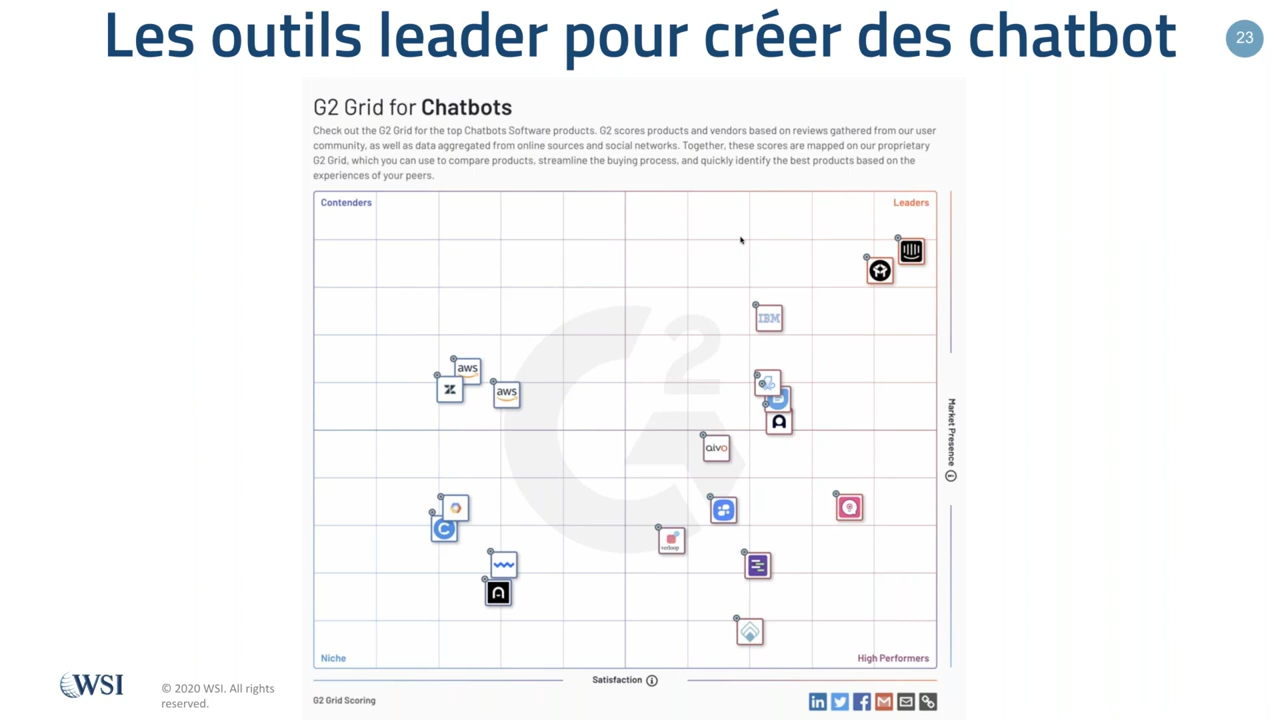 Les outils leader pour créer des chatbot
23
G2 Grid for Chatbots
Check out the G2 Grid for the top Chatbots Software products. G2 scores products and vendors based on reviews gathered from our user
community, as well as data aggregated from online sources and social networks. Together, these scores are mapped on our proprietary
G2 Grid, which you can use to compare products, streamline the buying process, and quickly identify the best products based on the
experiences of your peers.
Contenders
Leaders
IBM
aws
aws
aivo
Market Presence
Niche
High Performers
Satisfaction
G2 Grid Scoring
WSI
© 2020 WSI. All rights
reserved.